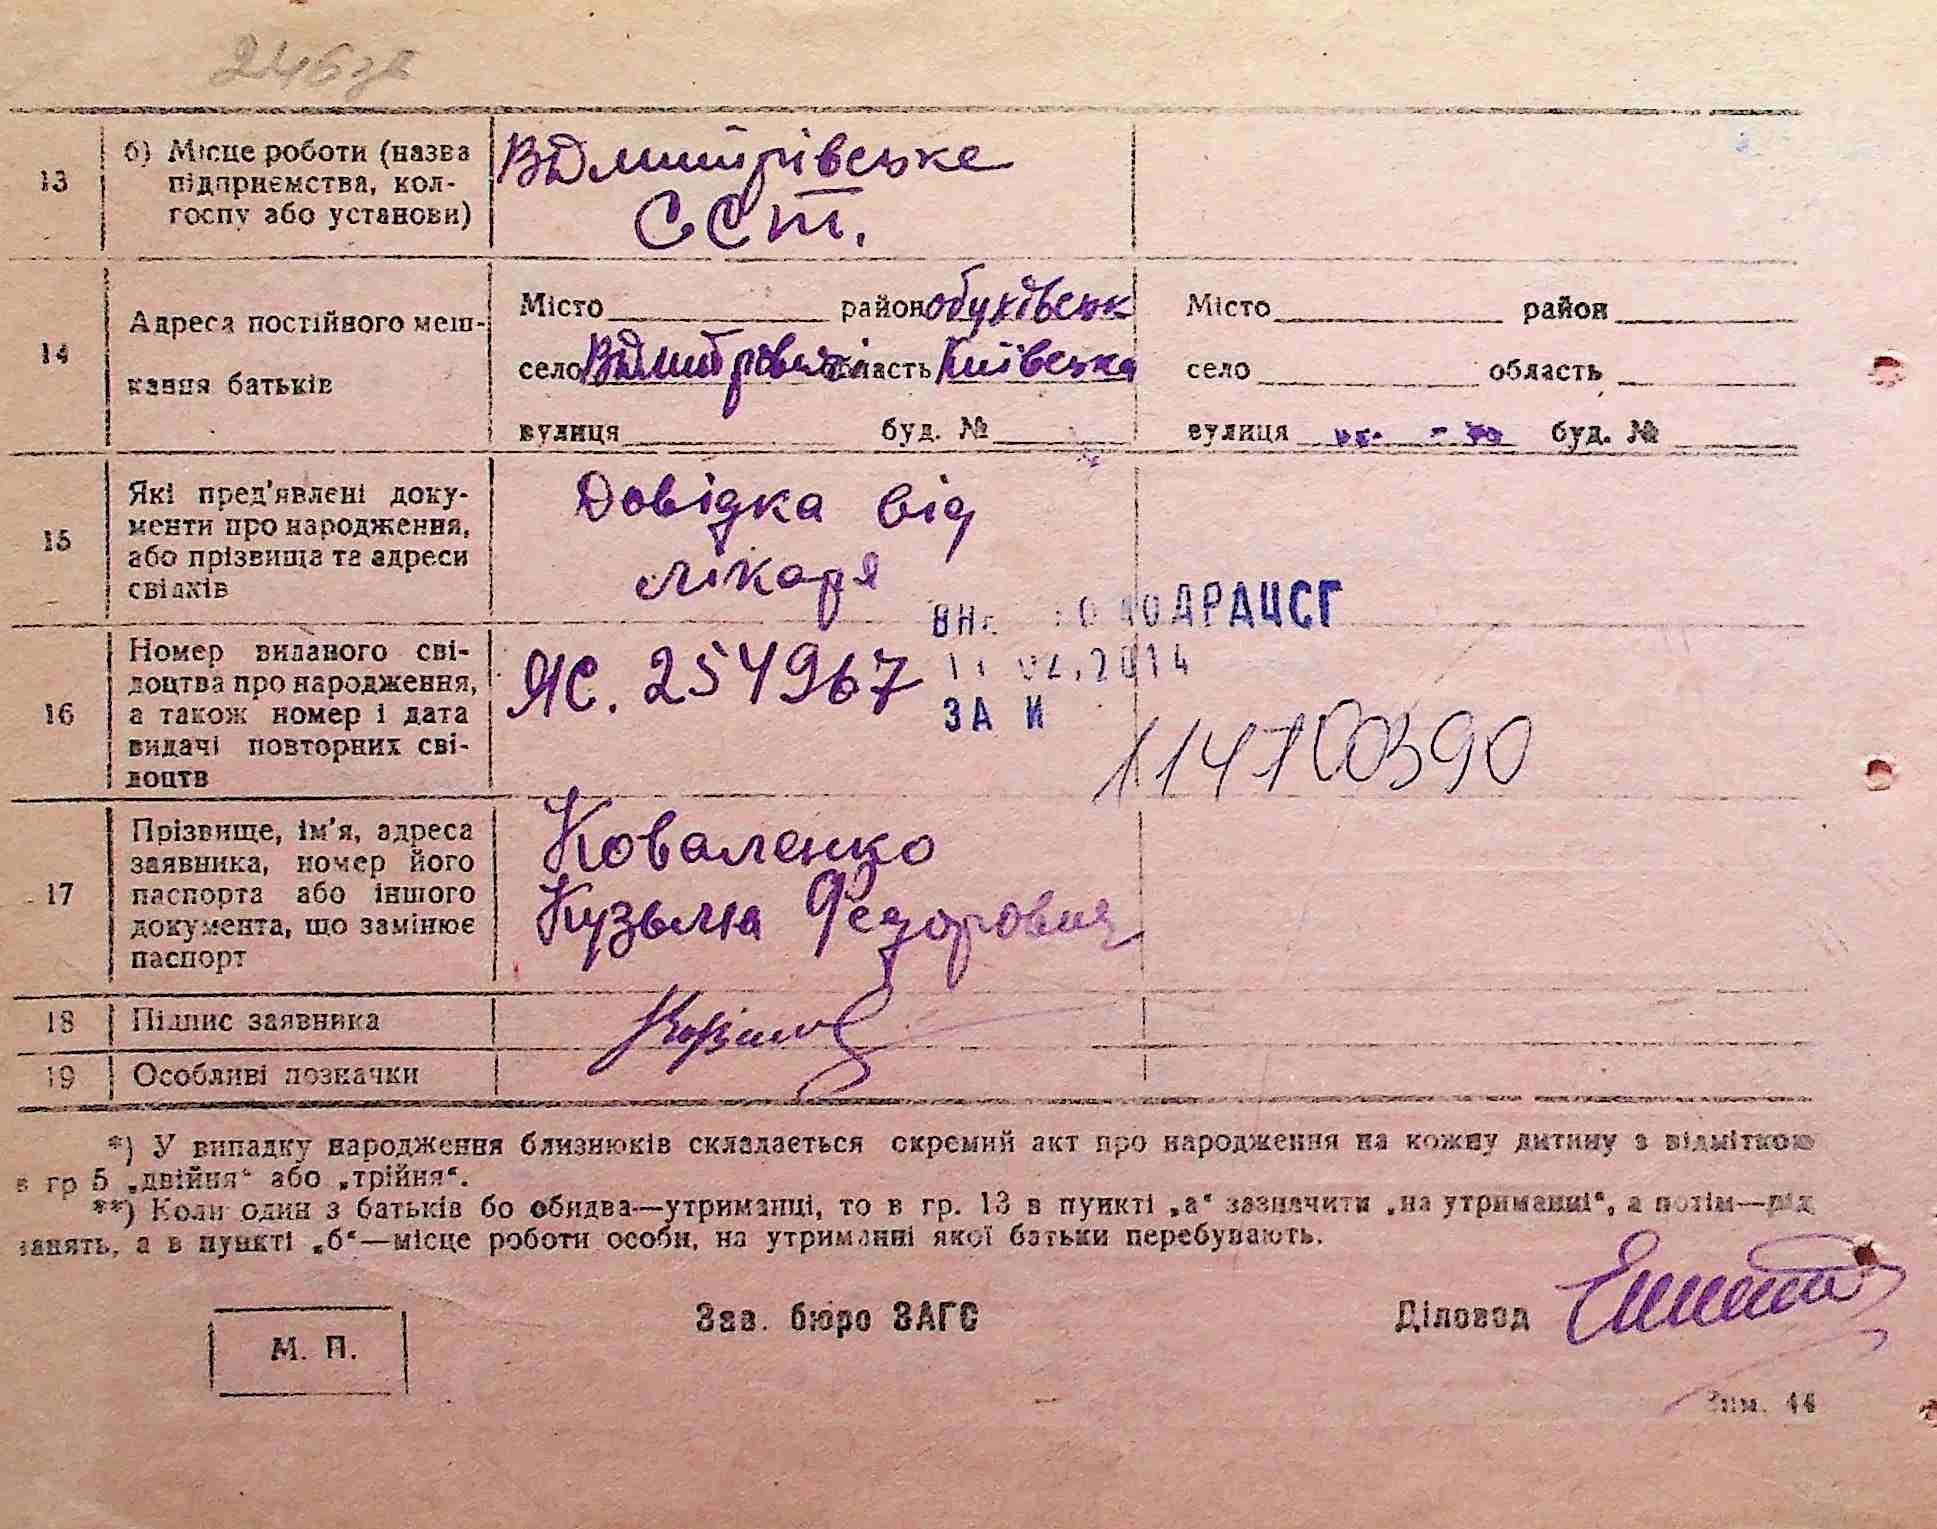 246зв
13
б) Місце роботи (назва
підприємства, кол-
госпу або установи)
ВДмитрівське
ССТ.
14
Адреса постійного меш-
кання батьків
Місто район Обухівськ
село ВДмитрівка область Київська
вулиця буд. №
Місто район
село область
вулиця буд. №
15
Які пред'явлені доку-
менти про народження,
або прізвища та адреси
свідків
Довідка від
лікаря
ДРАЦСГ
02.2014
ЗА И
16
Номер виданого сві-
доцтва про народження,
а також номер і дата
видачі повторних сві-
доцтв
ЯС. 254967
114100390
17
Прізвище, ім'я, адреса
заявника, номер його
паспорта або іншого
документа, що замінює
паспорт
Коваленко
Кузьма Федорович
18
Підпис заявника
19
Особливі позначки
*) У випадку народження близнюків складається окремий акт про народження на кожну дитину з відміткою
в гр 5 „двійня“ або „трійня“.
**) Коли один з батьків бо обидва—утриманці, то в гр. 13 в пункті „а“ зазначити „на утриманні“, а потім—рід
занять, а в пункті „б“—місце роботи особи, на утриманні якої батьки перебувають.
М. П.
Зав. бюро ЗАГС
Діловод
Зам. 44